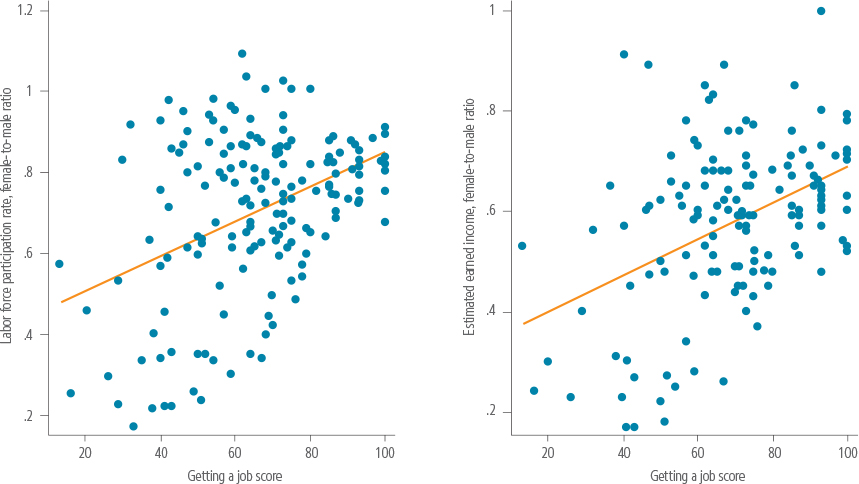 Labor force participation rate, female-to-male ratio
1.2
1
.8
.6
.4
.2
20 40 60 80 100
Getting a job score
Estimated earned income, female-to-male ratio
1
.8
.6
.4
.2
20 40 60 80 100
Getting a job score